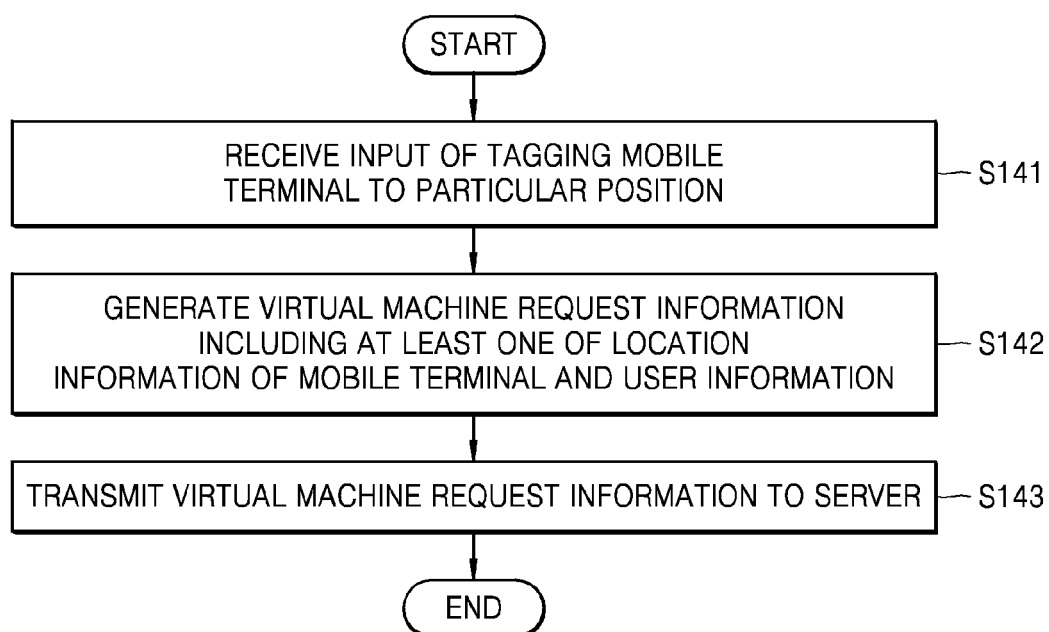 START
RECEIVE INPUT OF TAGGING MOBILE
TERMINAL TO PARTICULAR POSITION
S141
GENERATE VIRTUAL MACHINE REQUEST INFORMATION
INCLUDING AT LEAST ONE OF LOCATION
INFORMATION OF MOBILE TERMINAL AND USER INFORMATION
S142
TRANSMIT VIRTUAL MACHINE REQUEST INFORMATION TO SERVER
S143
END